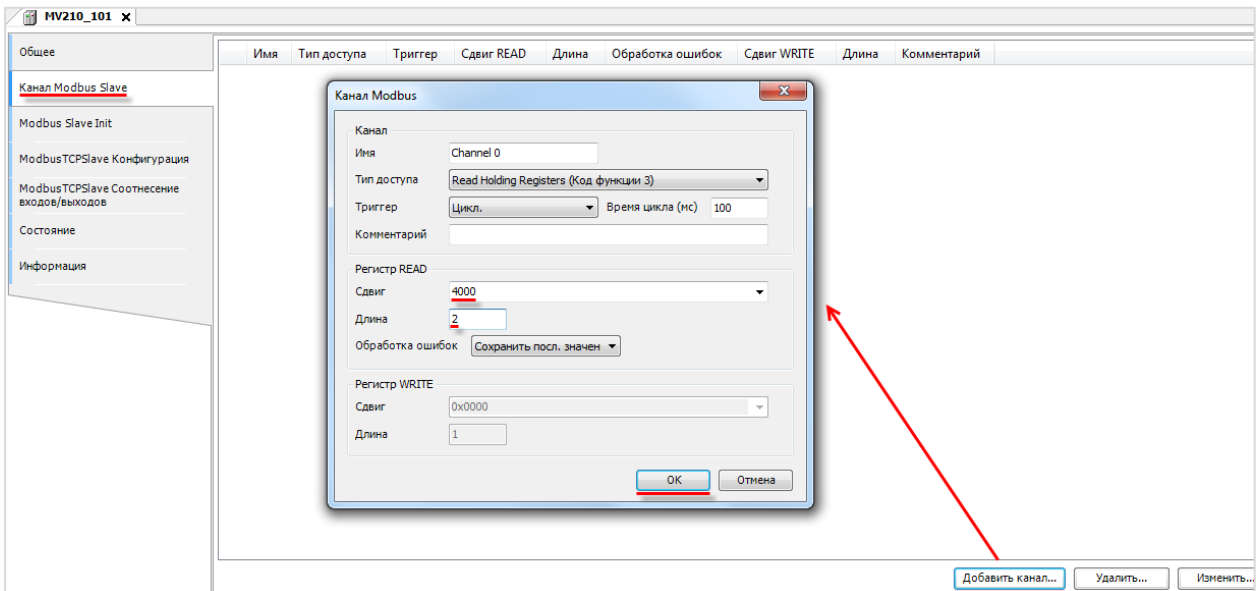 MV210_101 x
Общее
Канал Modbus Slave
Modbus Slave Init
ModbusTCPSlave Конфигурация
ModbusTCPSlave Соотнесение
входов/выходов
Состояние
Информация
Имя Тип доступа Триггер Сдвиг READ Длина Обработка ошибок Сдвиг WRITE Длина Комментарий
Канал Modbus
Канал
Имя Channel 0
Тип доступа Read Holding Registers (Код функции 3)
Триггер Цикл. Время цикла (мс) 100
Комментарий
Регистр READ
Сдвиг 4000
Длина 2
Обработка ошибок Сохранить посл. значен
Регистр WRITE
Сдвиг 0x0000
Длина 1
OK Отмена
Добавить канал... Удалить... Изменить...